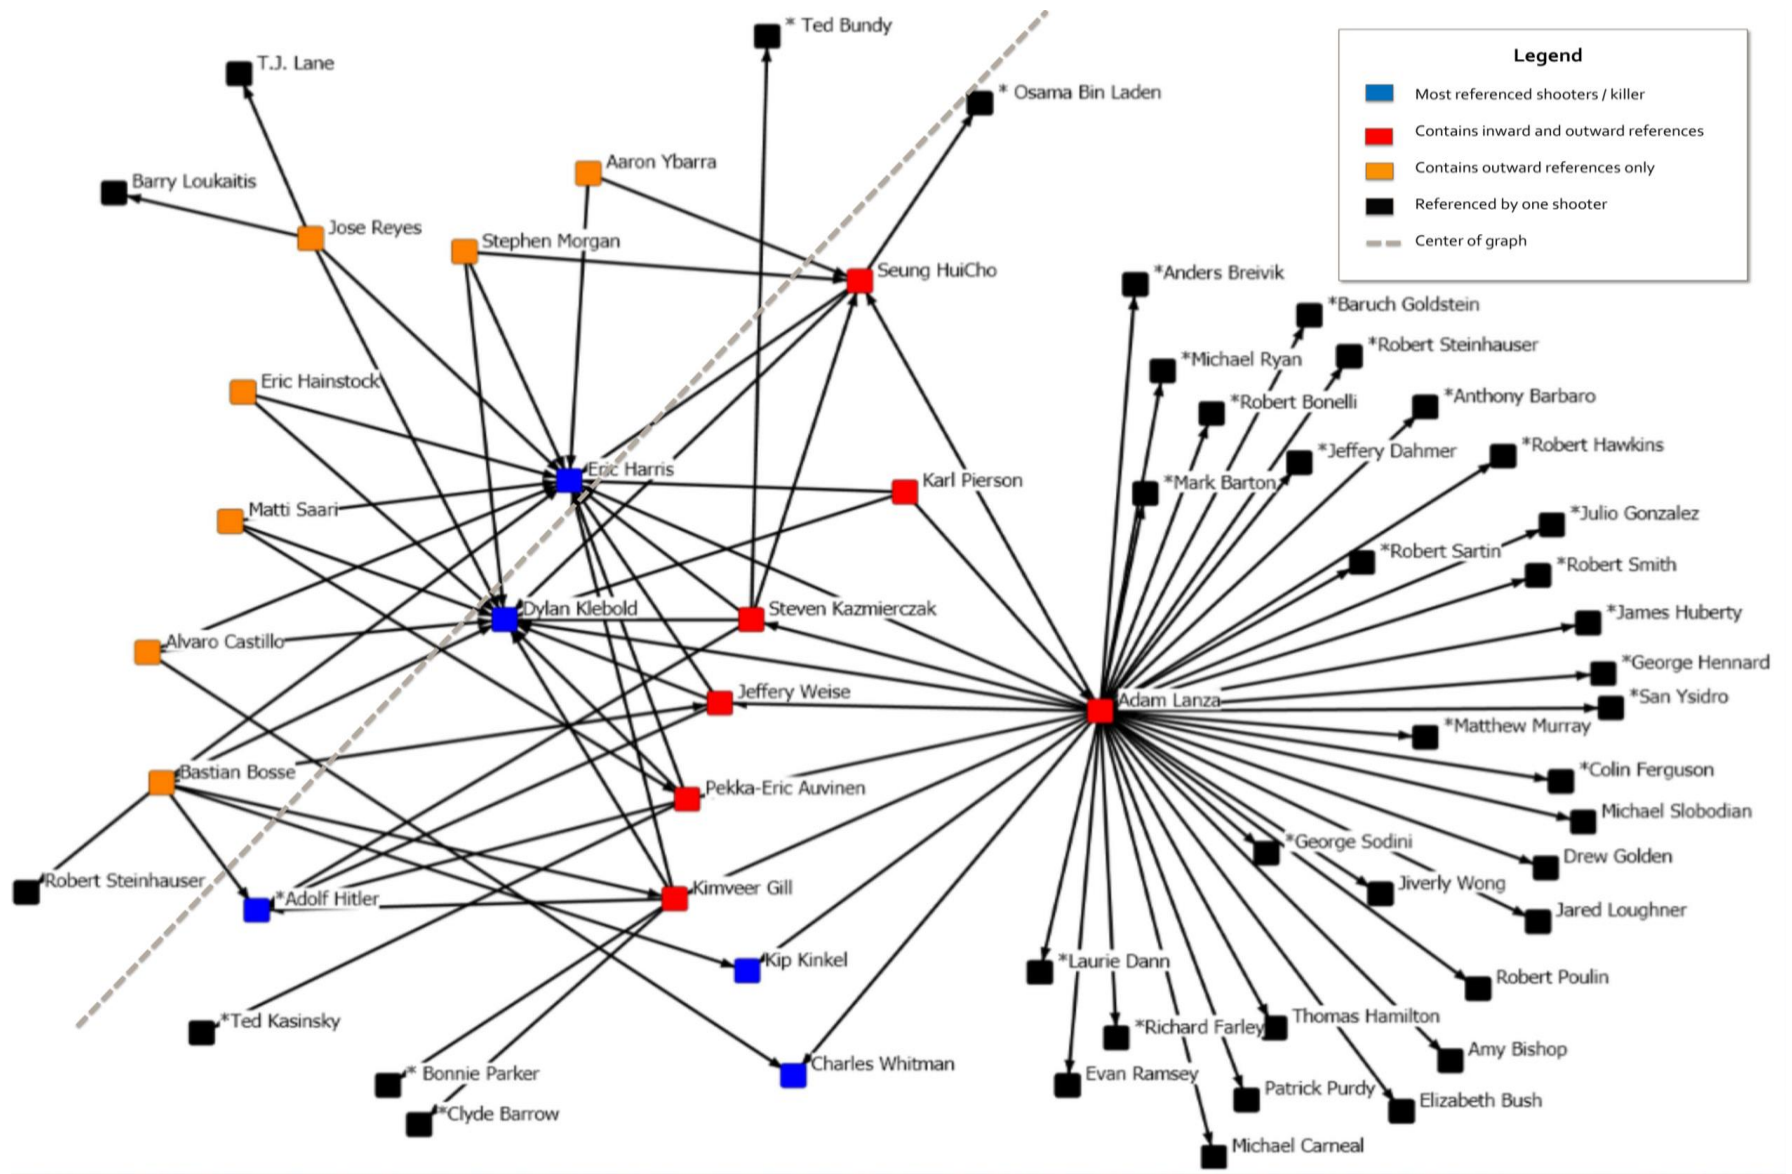 * Ted Bundy
T.J. Lane
* Osama Bin Laden
Legend
Most referenced shooters / killer
Contains inward and outward references
Contains outward references only
Referenced by one shooter
Center of graph
Aaron Ybarra
Barry Loukaitis
Jose Reyes
Stephen Morgan
Seung HuiCho
*Anders Breivik
*Baruch Goldstein
*Robert Steinhauser
*Michael Ryan
Eric Hainstock
*Anthony Barbaro
*Robert Bonelli
*Robert Hawkins
*Jeffery Dahmer
Eric Harris
Karl Pierson
*Mark Barton
Matti Saari
*Julio Gonzalez
*Robert Sartin
*Robert Smith
Dylan Klebold
Steven Kazmierczak
*James Huberty
Alvaro Castillo
*George Hennard
Jeffery Weise
Adam Lanza
*San Ysidro
*Matthew Murray
Bastian Bosse
*Colin Ferguson
Pekka-Eric Auvinen
Michael Slobodian
*George Sodini
Drew Golden
Robert Steinhauser
Kimveer Gill
Jiverly Wong
*Adolf Hitler
Jared Loughner
Kip Kinkel
*Laurie Dann
Robert Poulin
*Ted Kasinsky
*Richard Farley
Thomas Hamilton
Amy Bishop
Charles Whitman
* Bonnie Parker
Evan Ramsey
Patrick Purdy
Elizabeth Bush
*Clyde Barrow
Michael Carneal